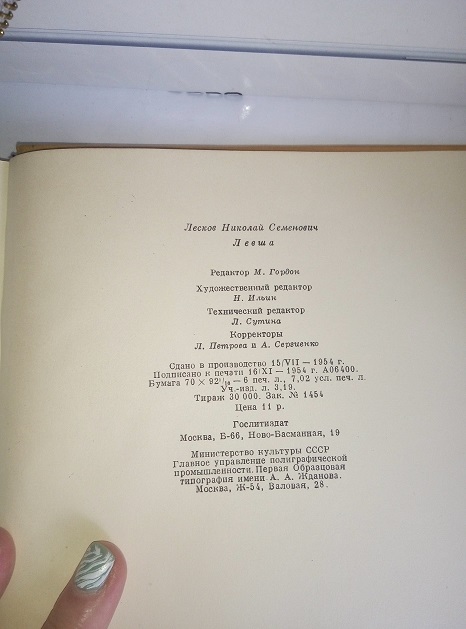 Лесков Николай Семенович
Левша
Редактор М. Гордон
Художественный редактор
Н. Ильин
Технический редактор
Л. Сутина
Корректоры
Л. Петрова и А. Сергиенко
Сдано в производство 15/VII — 1954 г.
Подписано к печати 16/XI — 1954 г. А06400.
Бумага 70 × 92¹/₁₆ — 6 печ. л., 7,02 усл. печ. л.
Уч.-изд. л. 3,19.
Тираж 30 000. Зак. № 1454
Цена 11 р.
Гослитиздат
Москва, Б-66, Ново-Басманная, 19
Министерство культуры СССР
Главное управление полиграфической
промышленности. Первая Образцовая
типография имени А. А. Жданова.
Москва, Ж-54, Валовая, 28.